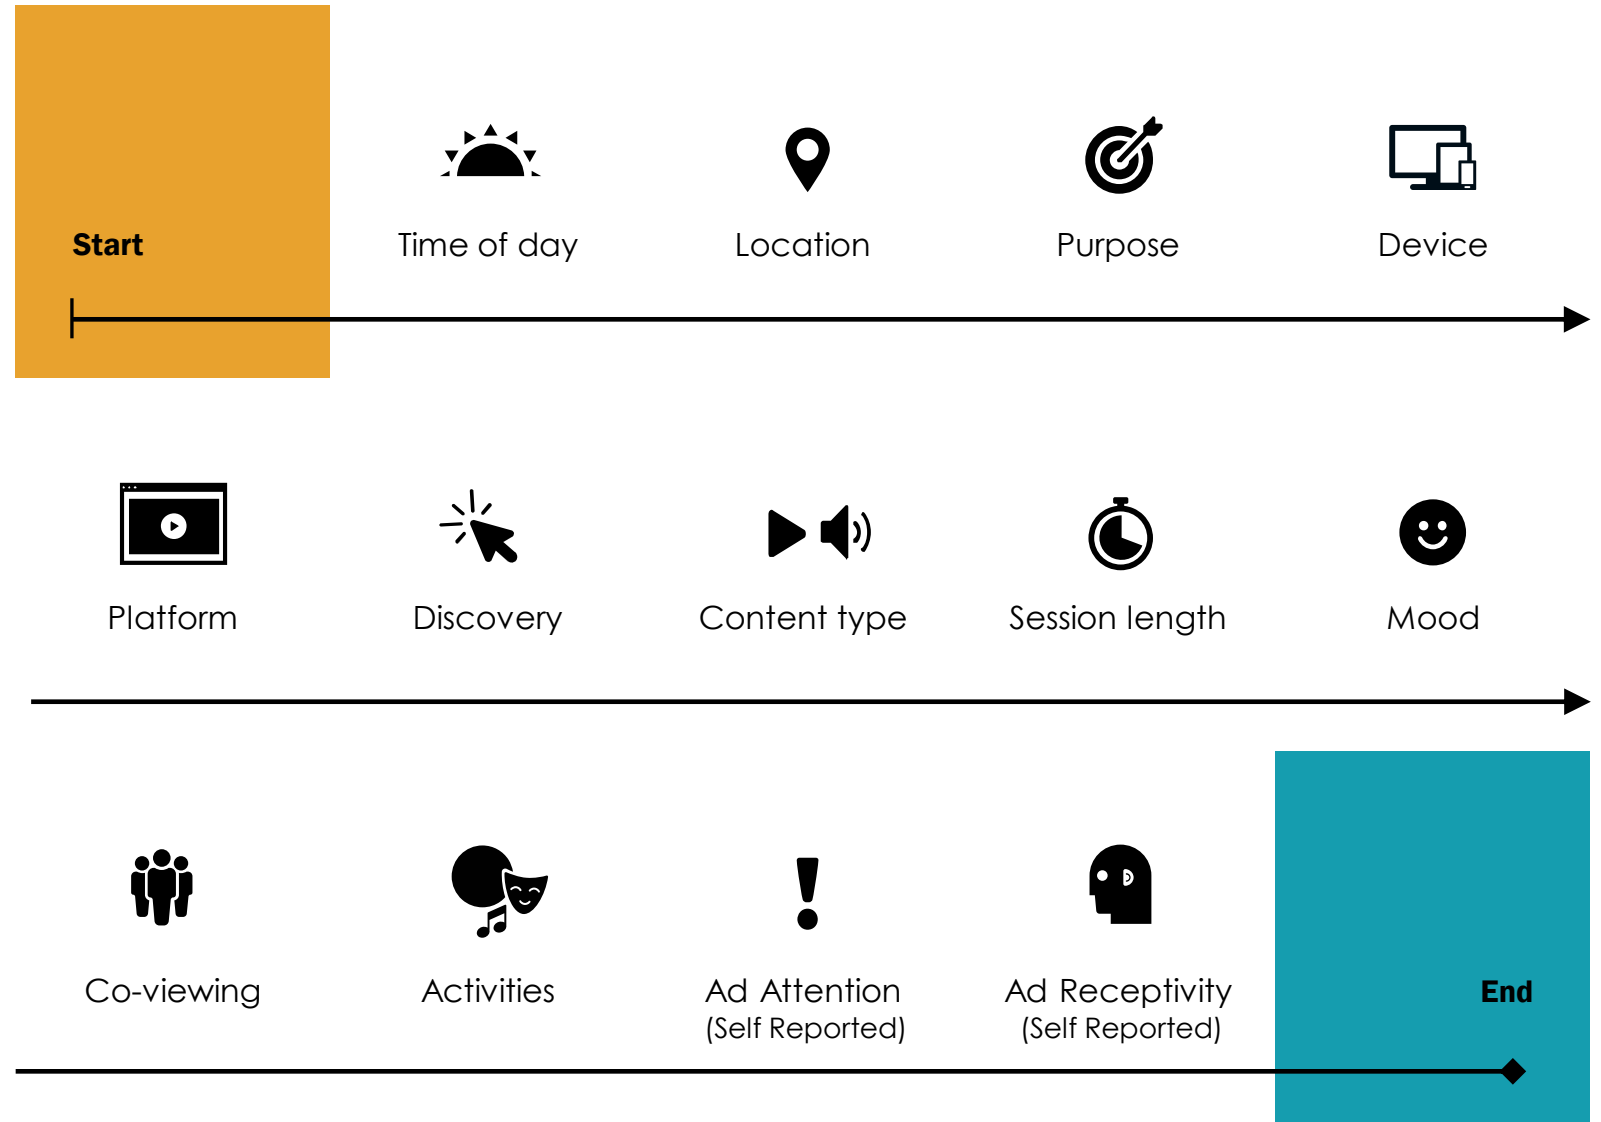 Start
Time of day
Location
Purpose
Device
Platform
Discovery
Content type
Session length
Mood
Co-viewing
Activities
Ad Attention
(Self Reported)
Ad Receptivity
(Self Reported)
End